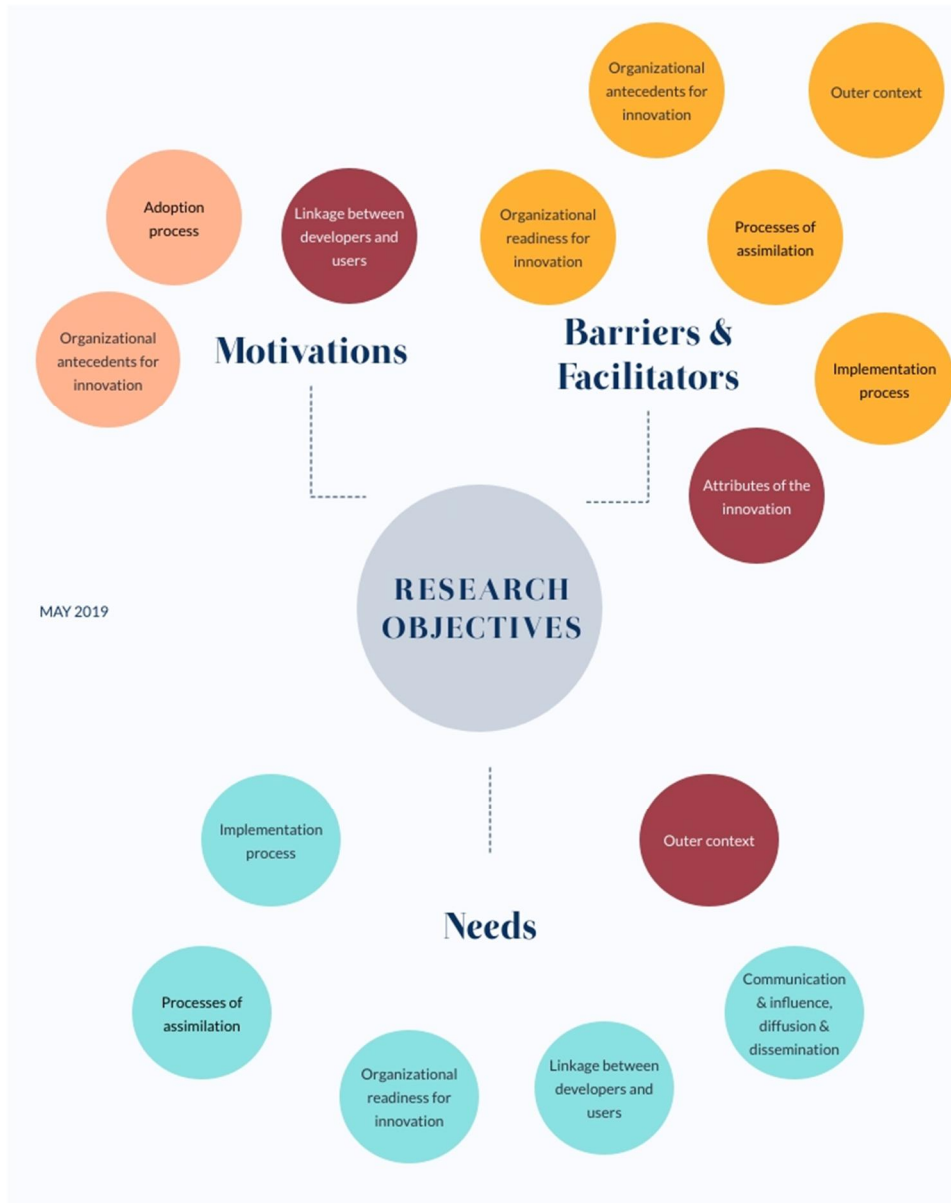 Organizational
antecedents for
innovation
Outer context
Adoption
process
Linkage between
developers and
users
Organizational
readiness for
innovation
Processes of
assimilation
Organizational
antecedents for
innovation
Motivations
Barriers &
Facilitators
Implementation
process
Attributes of the
innovation
RESEARCH
OBJECTIVES
MAY 2019
Implementation
process
Outer context
Needs
Processes of
assimilation
Communication
& influence,
diffusion &
dissemination
Organizational
readiness for
innovation
Linkage between
developers and
users